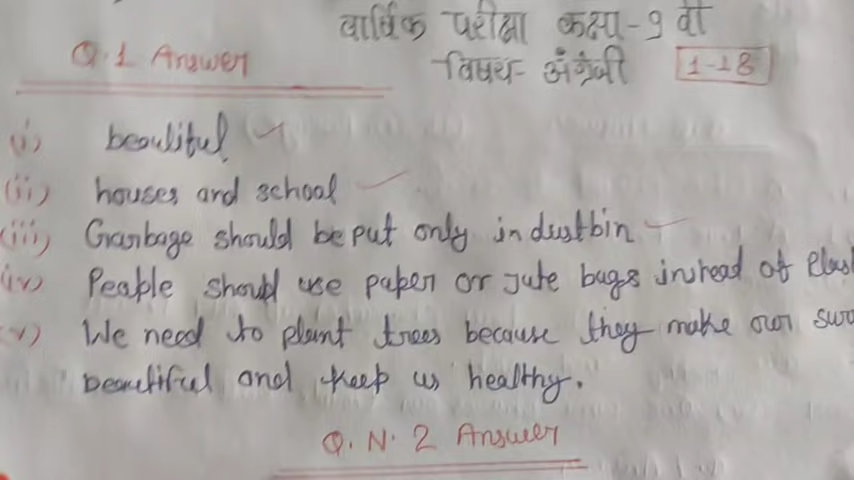 वार्षिक परीक्षा कक्षा-9 वी
Q.1 Answer
विषय- अंग्रेजी 1-18
(i) beautiful
(ii) houses and school
(iii) Garbage should be put only in dustbin
(iv) Peaple should use paper or jute bags instead of
(v) We need to plant trees because they make our
beautiful and keep us healthy.
Q. N. 2 Answer